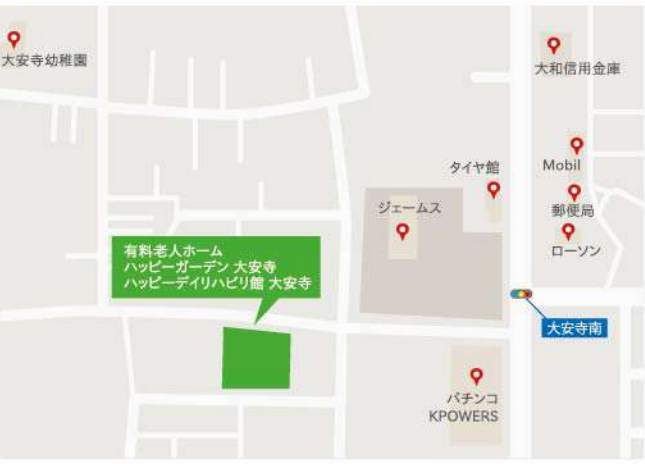 大安寺幼稚園
大和信用金庫
タイヤ館
Mobil
ジェームス
郵便局
ローソン
有料老人ホーム
ハッピーガーデン 大安寺
ハッピーデイリハビリ館 大安寺
大安寺南
パチンコ
KPOWERS